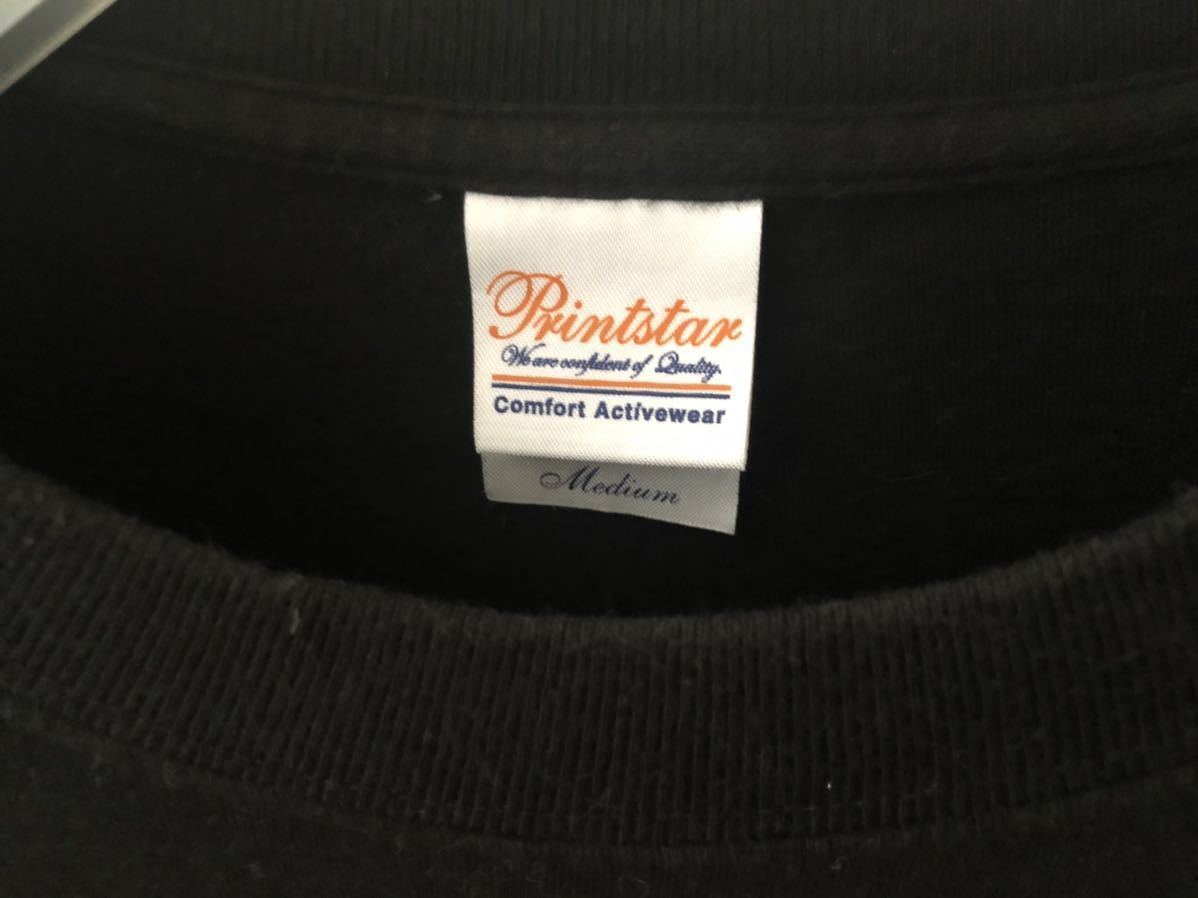 Printstar
We are confident of Quality.
Comfort Activewear
Medium